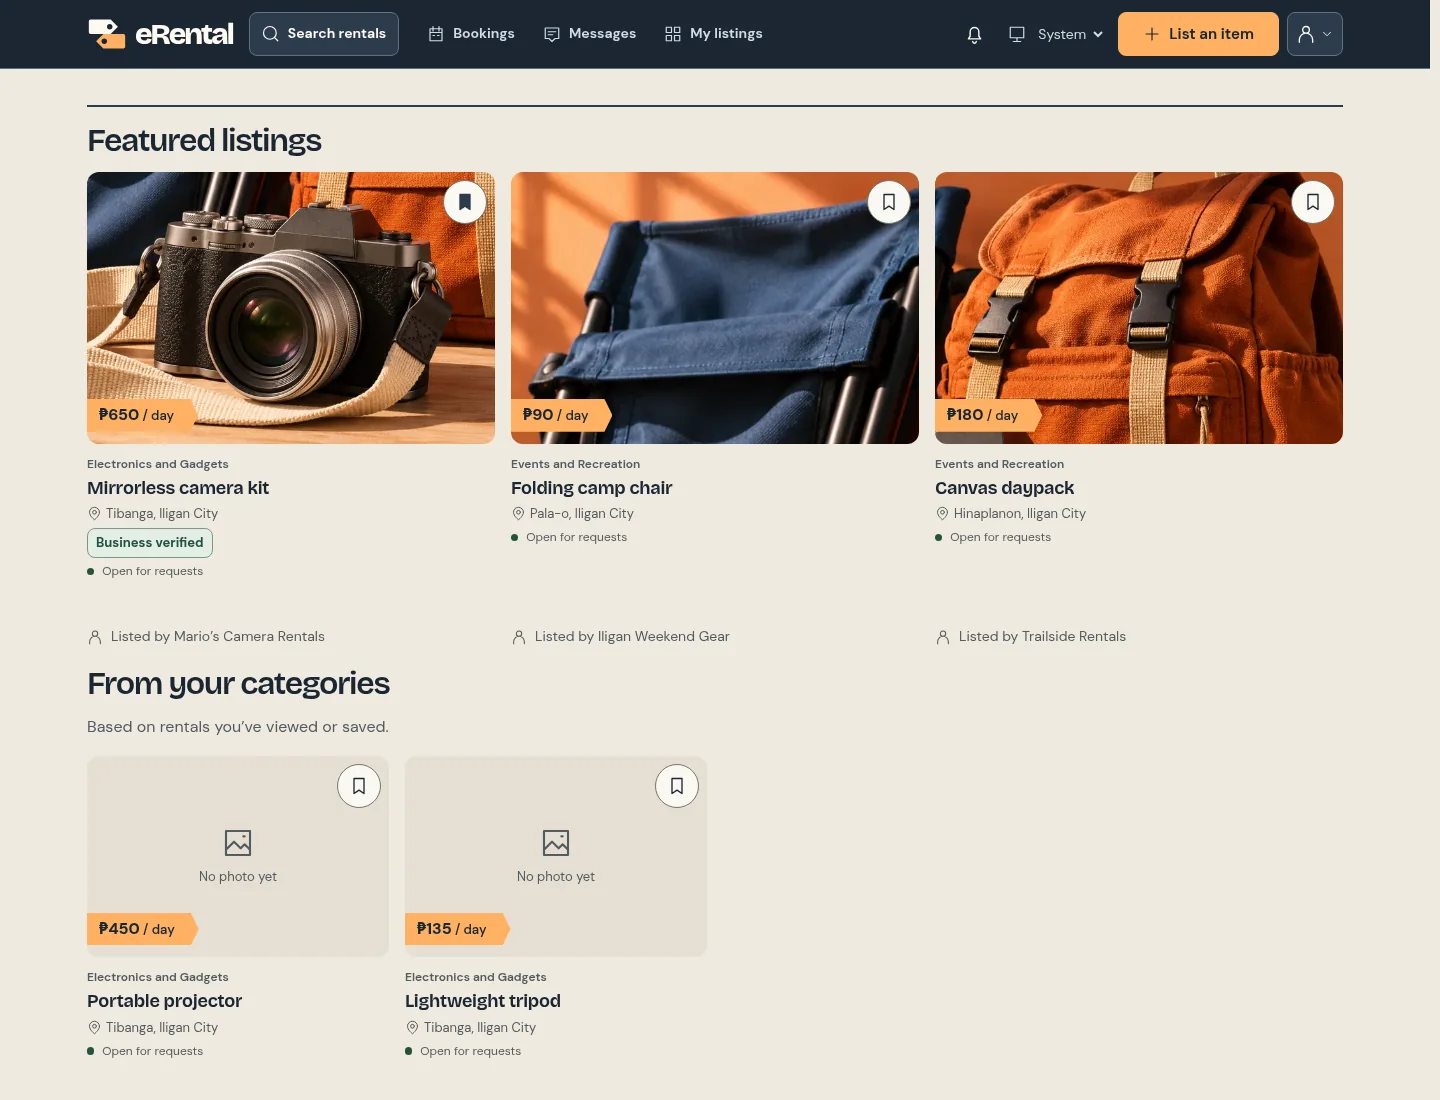 eRental
Search rentals
Bookings
Messages
My listings
System
List an item
Featured listings
₱650 / day
₱90 / day
₱180 / day
Electronics and Gadgets
Mirrorless camera kit
Tibanga, Iligan City
Business verified
Open for requests
Events and Recreation
Folding camp chair
Pala-o, Iligan City
Open for requests
Events and Recreation
Canvas daypack
Hinaplanon, Iligan City
Open for requests
Listed by Mario’s Camera Rentals
Listed by Iligan Weekend Gear
Listed by Trailside Rentals
From your categories
Based on rentals you’ve viewed or saved.
No photo yet
₱450 / day
No photo yet
₱135 / day
Electronics and Gadgets
Portable projector
Tibanga, Iligan City
Open for requests
Electronics and Gadgets
Lightweight tripod
Tibanga, Iligan City
Open for requests